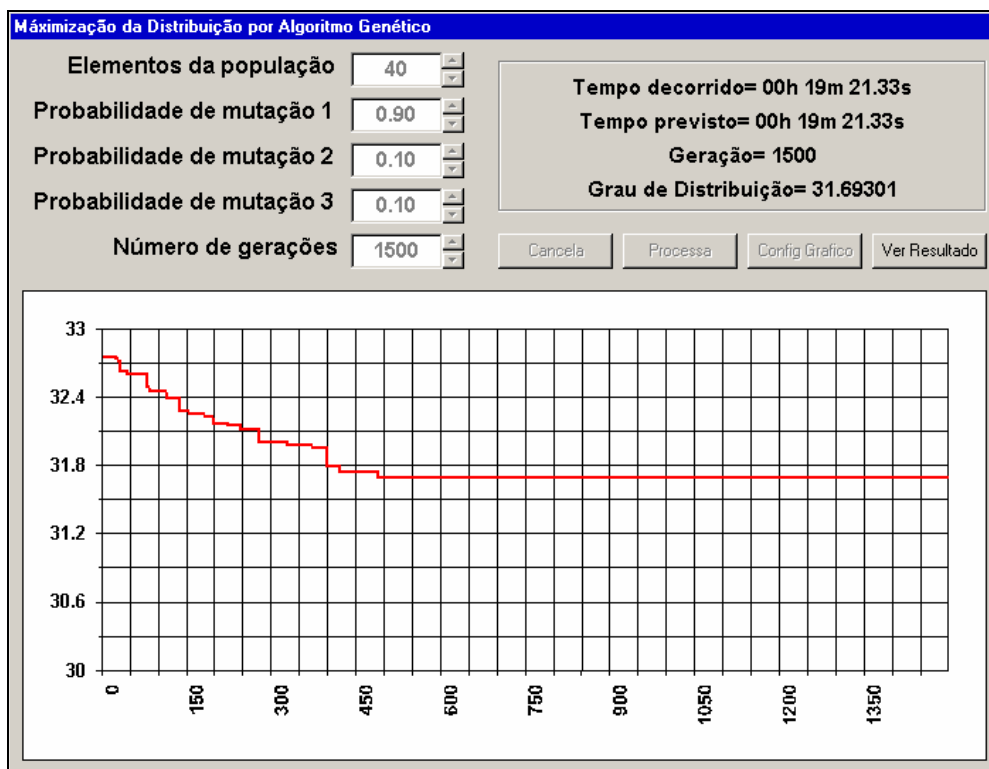 Máximização da Distribuição por Algoritmo Genético
Elementos da população 40
Probabilidade de mutação 1 0.90
Probabilidade de mutação 2 0.10
Probabilidade de mutação 3 0.10
Número de gerações 1500
Tempo decorrido= 00h 19m 21.33s
Tempo previsto= 00h 19m 21.33s
Geração= 1500
Grau de Distribuição= 31.69301
Cancela Processa Config Grafico Ver Resultado
33
32.4
31.8
31.2
30.6
30
0 150 300 450 600 750 900 1050 1200 1350